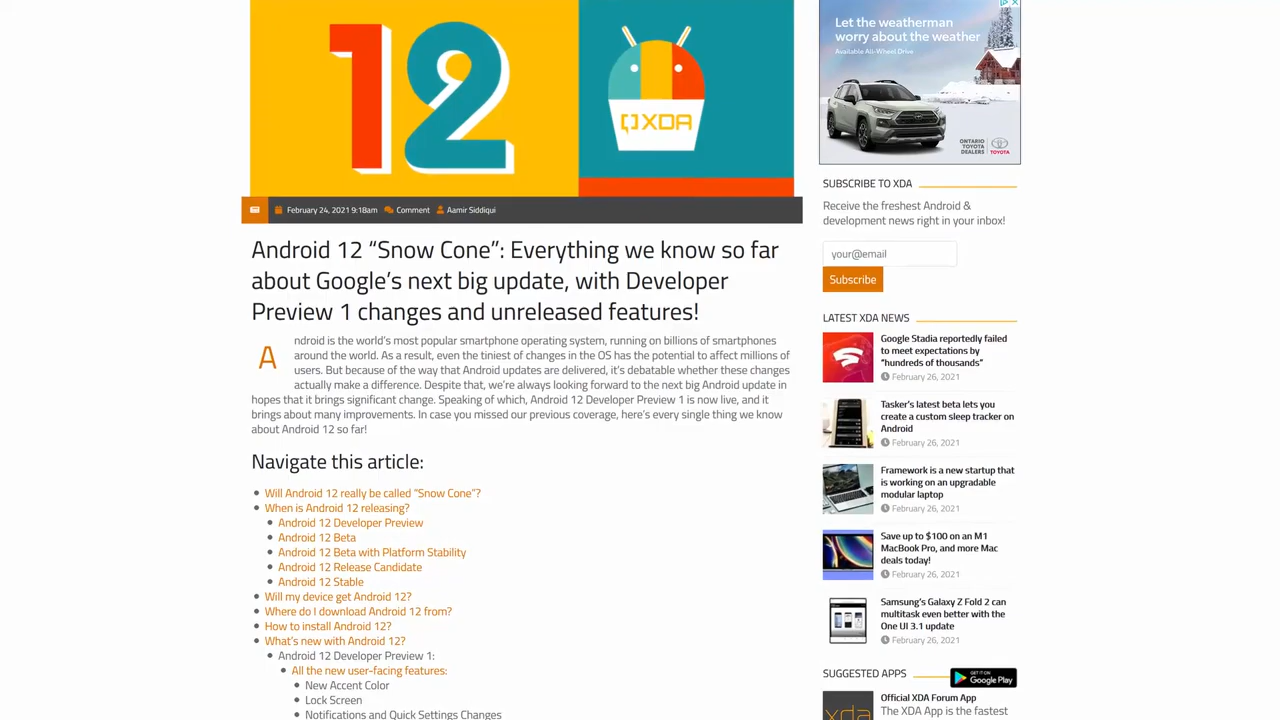 12
XDA
February 24, 2021 9:18am Comment Aamir Siddiqui
Android 12 “Snow Cone”: Everything we know so far
about Google’s next big update, with Developer
Preview 1 changes and unreleased features!
Android is the world’s most popular smartphone operating system, running on billions of smartphones
around the world. As a result, even the tiniest of changes in the OS has the potential to affect millions of
users. But because of the way that Android updates are delivered, it’s debatable whether these changes
actually make a difference. Despite that, we’re always looking forward to the next big Android update in
hopes that it brings significant change. Speaking of which, Android 12 Developer Preview 1 is now live, and it
brings about many improvements. In case you missed our previous coverage, here’s every single thing we know
about Android 12 so far!
Navigate this article:
Will Android 12 really be called “Snow Cone”?
When is Android 12 releasing?
Android 12 Developer Preview
Android 12 Beta
Android 12 Beta with Platform Stability
Android 12 Release Candidate
Android 12 Stable
Will my device get Android 12?
Where do I download Android 12 from?
How to install Android 12?
What’s new with Android 12?
Android 12 Developer Preview 1:
All the new user-facing features:
New Accent Color
Lock Screen
Notifications and Quick Settings Changes
Let the weatherman
worry about the weather
Available All-Wheel Drive
ONTARIO
TOYOTA
DEALERS
TOYOTA
SUBSCRIBE TO XDA
Receive the freshest Android &
development news right in your inbox!
your@email
Subscribe
LATEST XDA NEWS
Google Stadia reportedly failed
to meet expectations by
“hundreds of thousands”
February 26, 2021
Tasker’s latest beta lets you
create a custom sleep tracker on
Android
February 26, 2021
Framework is a new startup that
is working on an upgradable
modular laptop
February 26, 2021
Save up to $100 on an M1
MacBook Pro, and more Mac
deals today!
February 26, 2021
Samsung’s Galaxy Z Fold 2 can
multitask even better with the
One UI 3.1 update
February 26, 2021
SUGGESTED APPS
GET IT ON
Google Play
xda
Official XDA Forum App
The XDA App is the fastest